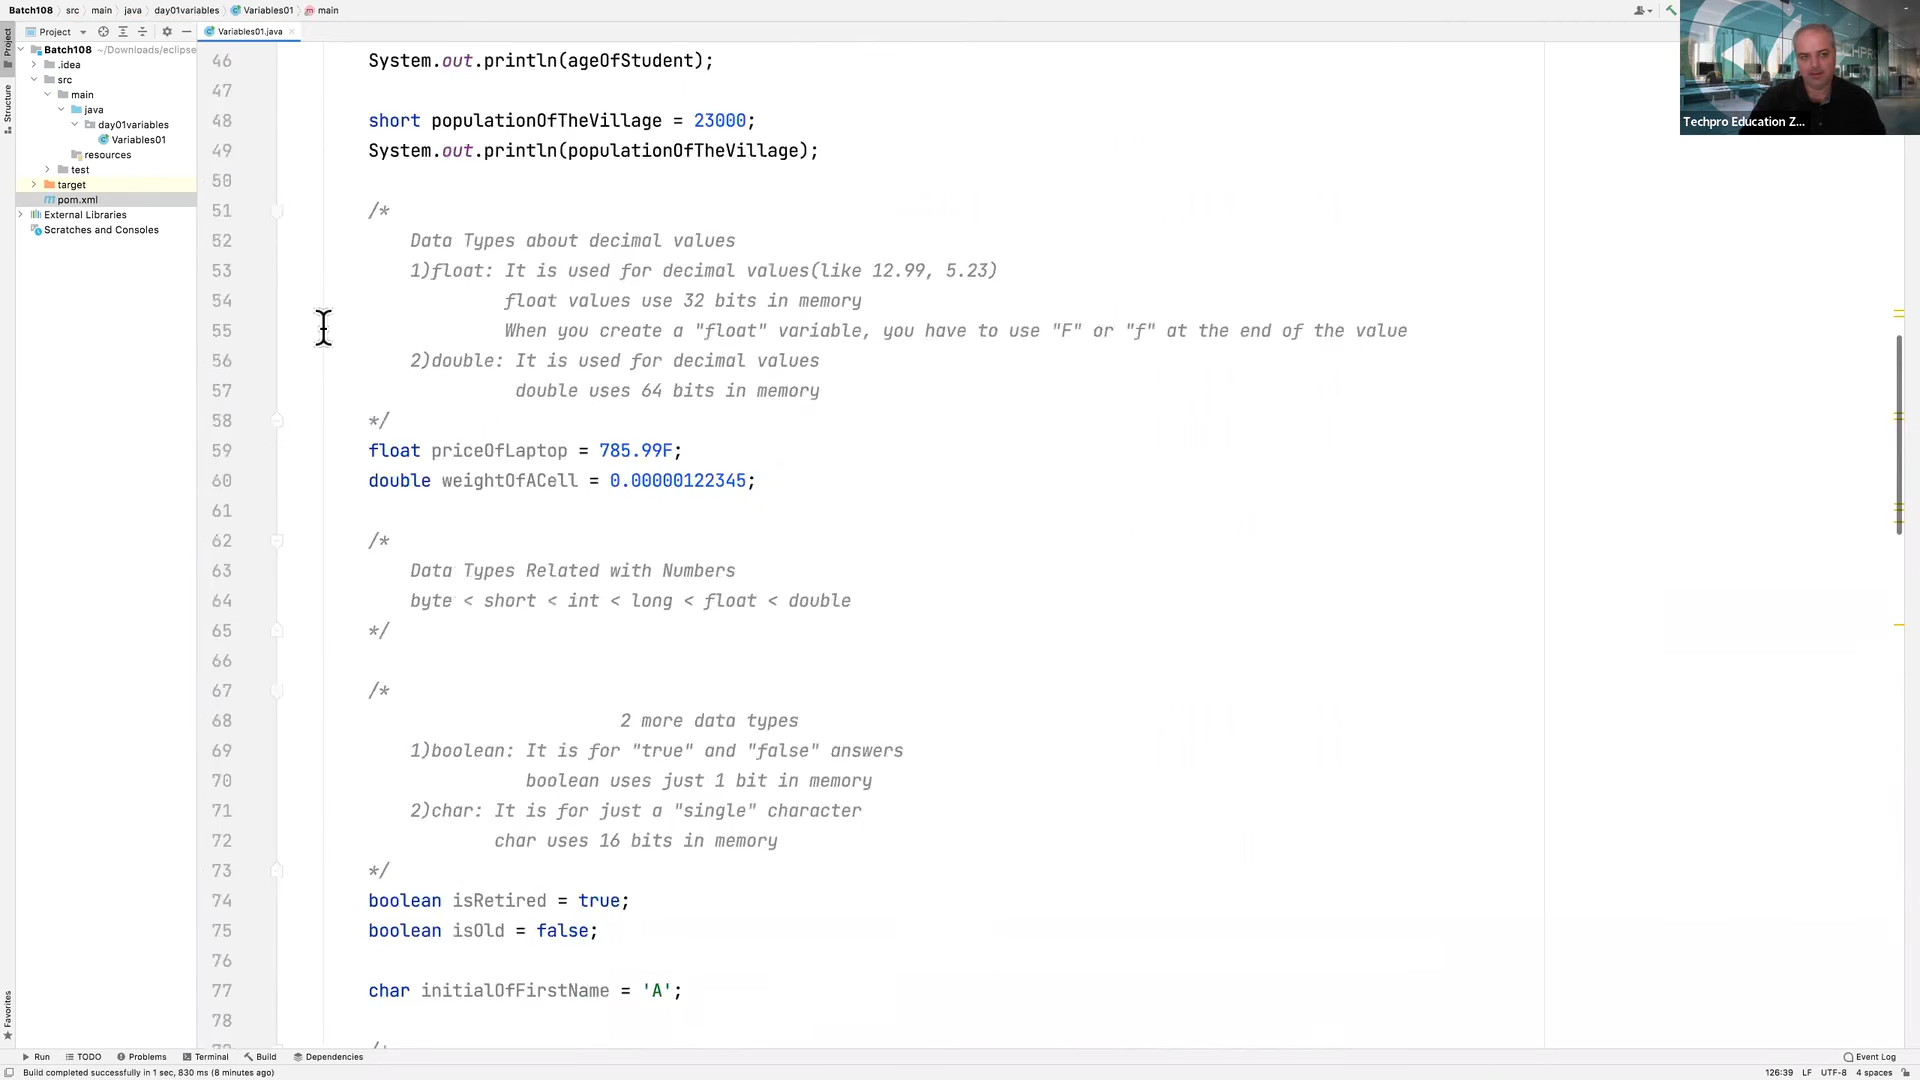 Batch108 src main java day01variables Variables01 main
Project
Variables01.java
Project
Structure
Favorites
Batch108 ~/Downloads/eclipse
.idea
src
main
java
day01variables
Variables01
resources
test
target
pom.xml
External Libraries
Scratches and Consoles
46 System.out.println(ageOfStudent);
47
48 short populationOfTheVillage = 23000;
49 System.out.println(populationOfTheVillage);
50
51 /*
52 Data Types about decimal values
53 1)float: It is used for decimal values(like 12.99, 5.23)
54 float values use 32 bits in memory
55 When you create a "float" variable, you have to use "F" or "f" at the end of the value
56 2)double: It is used for decimal values
57 double uses 64 bits in memory
58 */
59 float priceOfLaptop = 785.99F;
60 double weightOfACell = 0.00000122345;
61
62 /*
63 Data Types Related with Numbers
64 byte < short < int < long < float < double
65 */
66
67 /*
68 2 more data types
69 1)boolean: It is for "true" and "false" answers
70 boolean uses just 1 bit in memory
71 2)char: It is for just a "single" character
72 char uses 16 bits in memory
73 */
74 boolean isRetired = true;
75 boolean isOld = false;
76
77 char initialOfFirstName = 'A';
78
Techpro Education Z...
Run TODO Problems Terminal Build Dependencies Event Log
Build completed successfully in 1 sec, 830 ms (8 minutes ago) 126:39 LF UTF-8 4 spaces